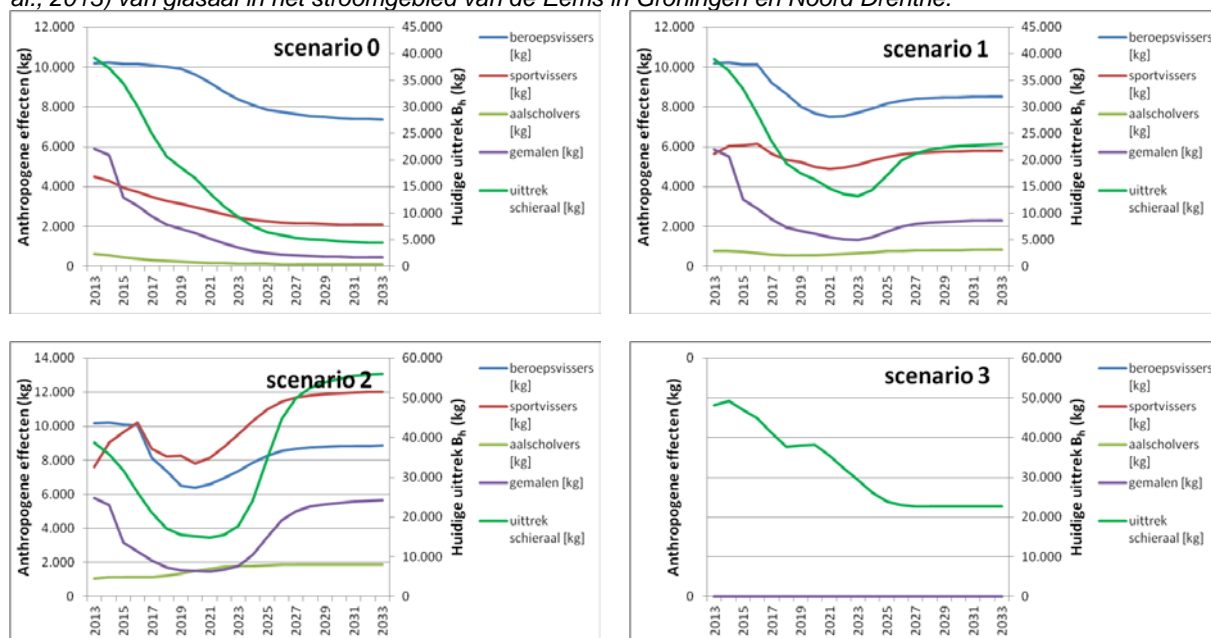 al., 2013) van glasaal in het stroomgebied van de Eems in Groningen en Noord Drenthe.
scenario 0
Anthropogene effecten (kg)
12.000
10.000
8.000
6.000
4.000
2.000
0
45.000
40.000
35.000
30.000
25.000
20.000
15.000
10.000
5.000
0
Huidige uittrek Bh (kg)
2013
2015
2017
2019
2021
2023
2025
2027
2029
2031
2033
beroepsvissers
[kg]
sportvissers
[kg]
aalscholvers
[kg]
gemalen [kg]
uittrek
schieraal [kg]
scenario 1
Anthropogene effecten (kg)
12.000
10.000
8.000
6.000
4.000
2.000
0
45.000
40.000
35.000
30.000
25.000
20.000
15.000
10.000
5.000
0
Huidige uittrek Bh (kg)
2013
2015
2017
2019
2021
2023
2025
2027
2029
2031
2033
beroepsvissers
[kg]
sportvissers
[kg]
aalscholvers
[kg]
gemalen [kg]
uittrek
schieraal [kg]
scenario 2
Anthropogene effecten (kg)
14.000
12.000
10.000
8.000
6.000
4.000
2.000
0
60.000
50.000
40.000
30.000
20.000
10.000
0
Huidige uittrek Bh (kg)
2013
2015
2017
2019
2021
2023
2025
2027
2029
2031
2033
beroepsvissers
[kg]
sportvissers
[kg]
aalscholvers
[kg]
gemalen [kg]
uittrek
schieraal [kg]
scenario 3
Anthropogene effecten (kg)
0
0
60.000
50.000
40.000
30.000
20.000
10.000
0
Huidige uittrek Bh (kg)
2013
2015
2017
2019
2021
2023
2025
2027
2029
2031
2033
beroepsvissers
[kg]
sportvissers
[kg]
aalscholvers
[kg]
gemalen [kg]
uittrek
schieraal [kg]